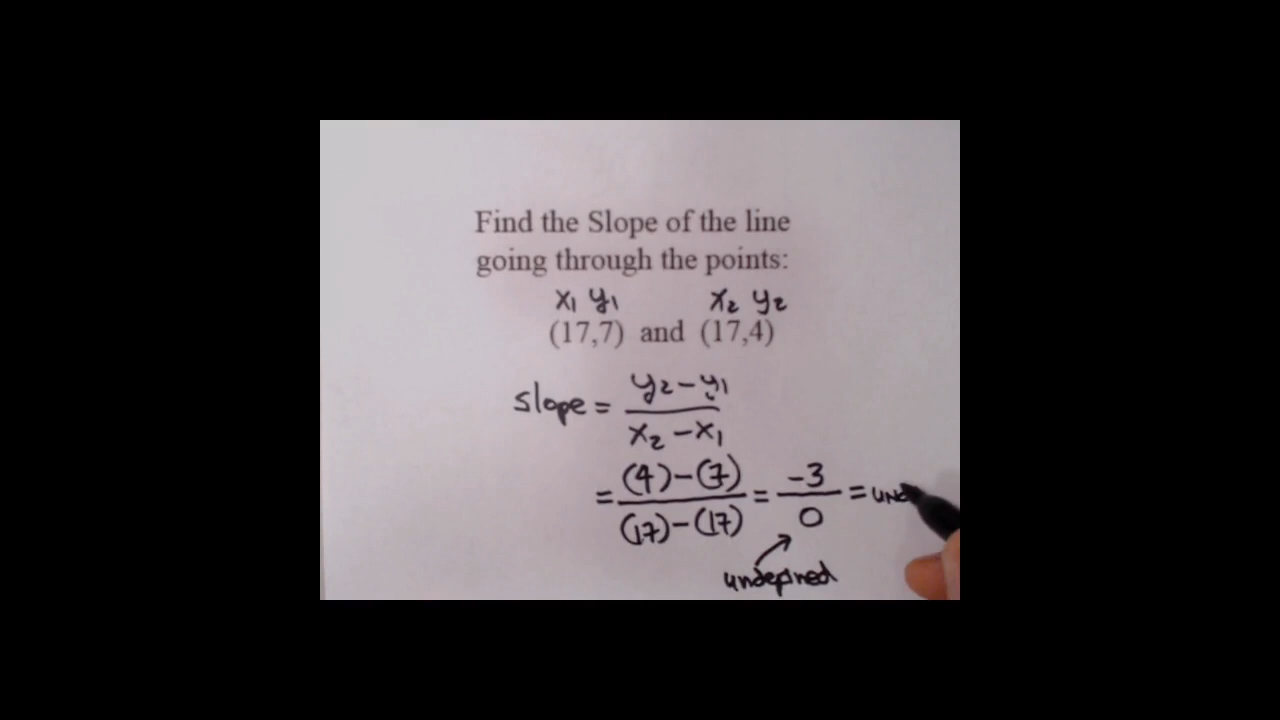 Find the Slope of the line
going through the points:
x₁ y₁ x₂ y₂
(17,7) and (17,4)
slope = y₂-y₁ / x₂-x₁
= (4)-(7) / (17)-(17) = -3 / 0 = und
undefined